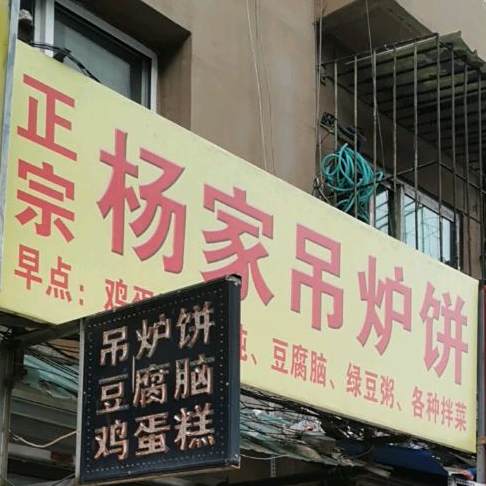 正宗
杨家吊炉饼
早点：鸡蛋
、豆腐脑、绿豆粥、各种拌菜
吊炉饼
豆腐脑
鸡蛋糕